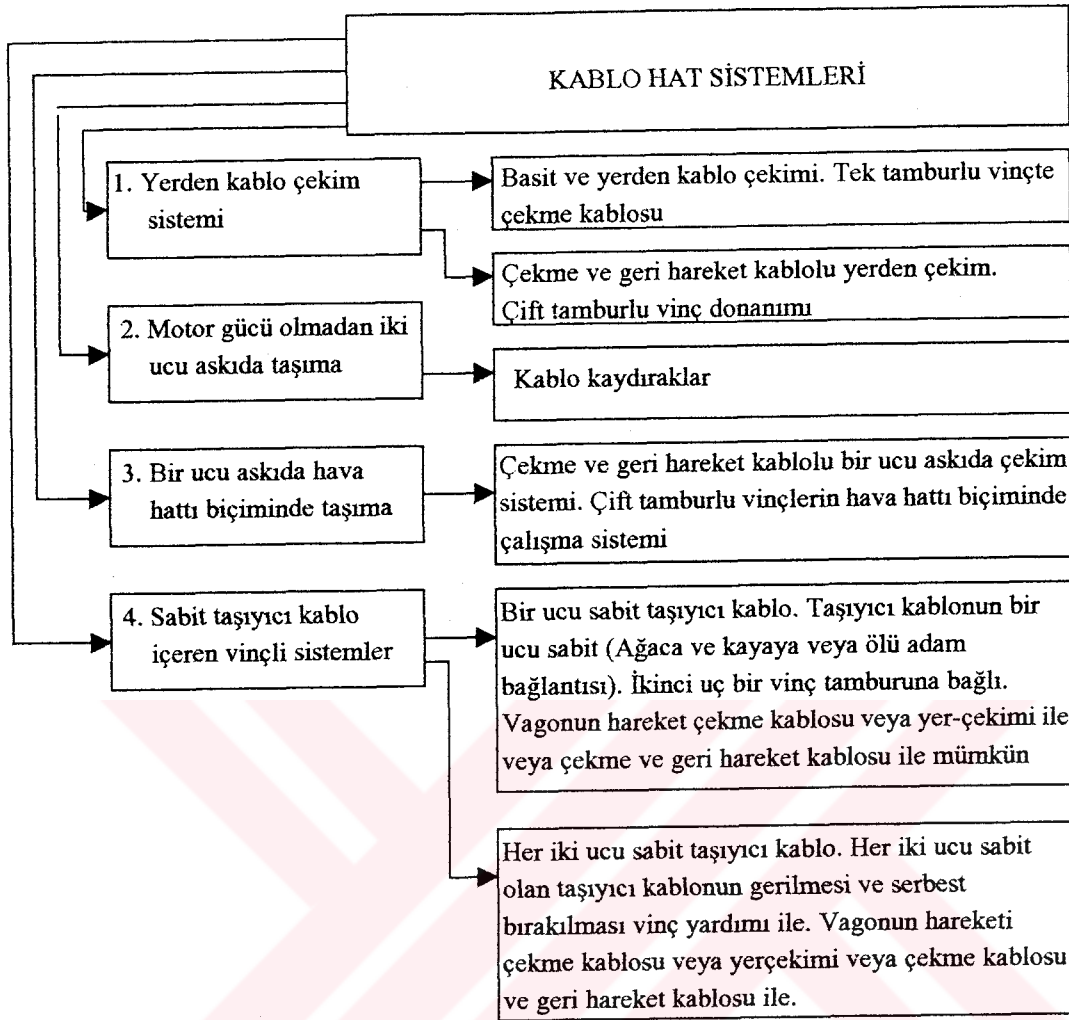 KABLO HAT SİSTEMLERİ
1. Yerden kablo çekim
sistemi
Basit ve yerden kablo çekimi. Tek tamburlu vinçte
çekme kablosu
Çekme ve geri hareket kablolu yerden çekim.
Çift tamburlu vinç donanımı
2. Motor gücü olmadan iki
ucu askıda taşıma
Kablo kaydıraklar
3. Bir ucu askıda hava
hattı biçiminde taşıma
Çekme ve geri hareket kablolu bir ucu askıda çekim
sistemi. Çift tamburlu vinçlerin hava hattı biçiminde
çalışma sistemi
4. Sabit taşıyıcı kablo
içeren vinçli sistemler
Bir ucu sabit taşıyıcı kablo. Taşıyıcı kablonun bir
ucu sabit (Ağaca ve kayaya veya ölü adam
bağlantısı). İkinci uç bir vinç tamburuna bağlı.
Vagonun hareket çekme kablosu veya yer-çekimi ile
veya çekme ve geri hareket kablosu ile mümkün
Her iki ucu sabit taşıyıcı kablo. Her iki ucu sabit
olan taşıyıcı kablonun gerilmesi ve serbest
bırakılması vinç yardımı ile. Vagonun hareketi
çekme kablosu veya yerçekimi veya çekme kablosu
ve geri hareket kablosu ile.